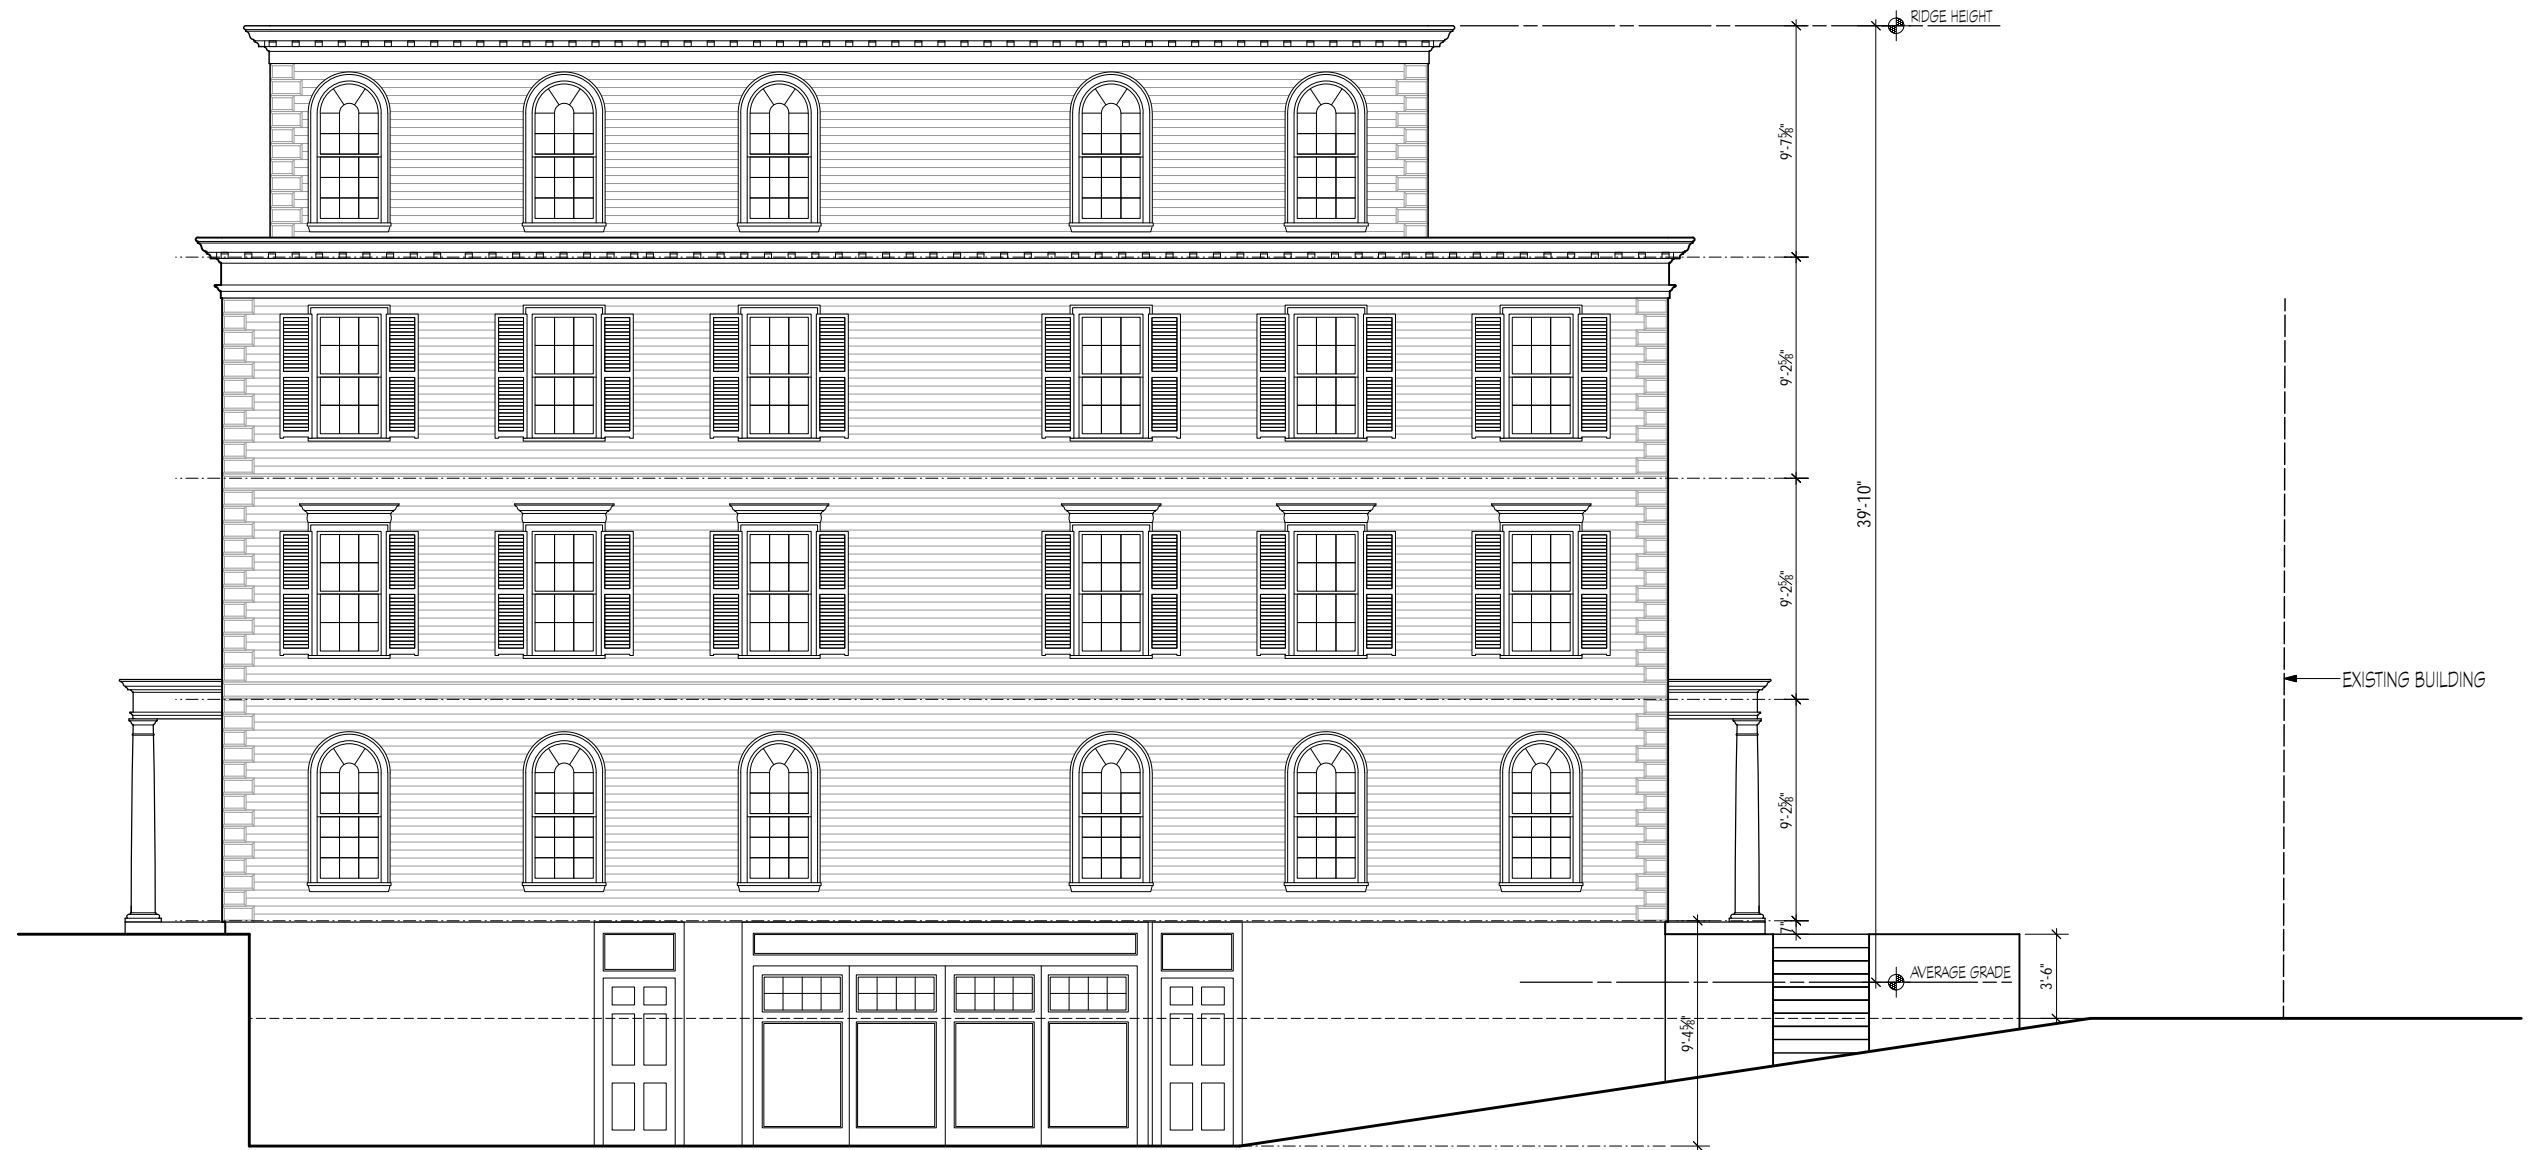 RIDGE HEIGHT
9'-7⅝"
9'-2⅝"
39'-10"
9'-2⅝"
EXISTING BUILDING
9'-2⅝"
7"
AVERAGE GRADE
3'-6"
9'-4⅝"